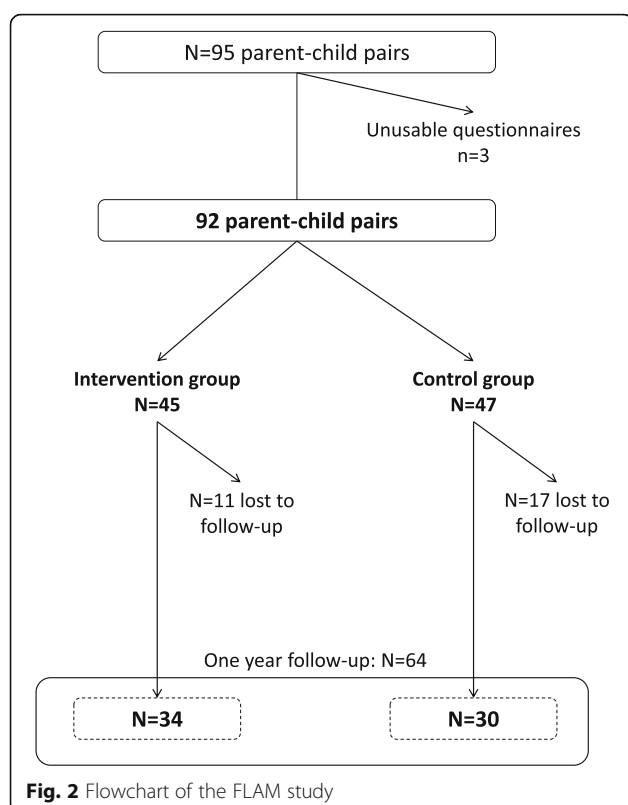 N=95 parent-child pairs
Unusable questionnaires
n=3
92 parent-child pairs
Intervention group
N=45
Control group
N=47
N=11 lost to
follow-up
N=17 lost to
follow-up
One year follow-up: N=64
N=34
N=30
Fig. 2 Flowchart of the FLAM study